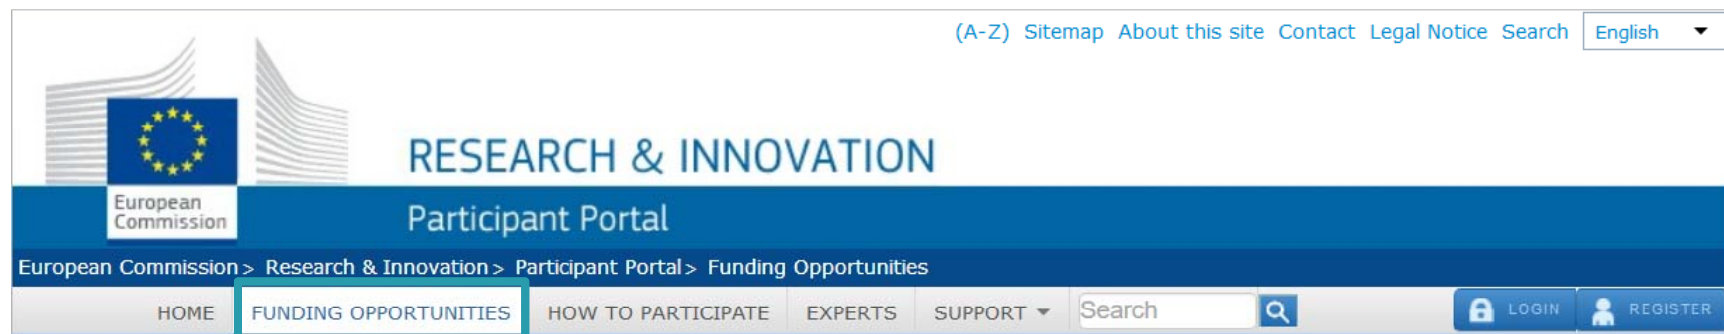 (A-Z) Sitemap About this site Contact Legal Notice Search English
RESEARCH & INNOVATION
European
Commission
Participant Portal
European Commission> Research & Innovation> Participant Portal> Funding Opportunities
HOME FUNDING OPPORTUNITIES HOW TO PARTICIPATE EXPERTS SUPPORT Search LOGIN REGISTER